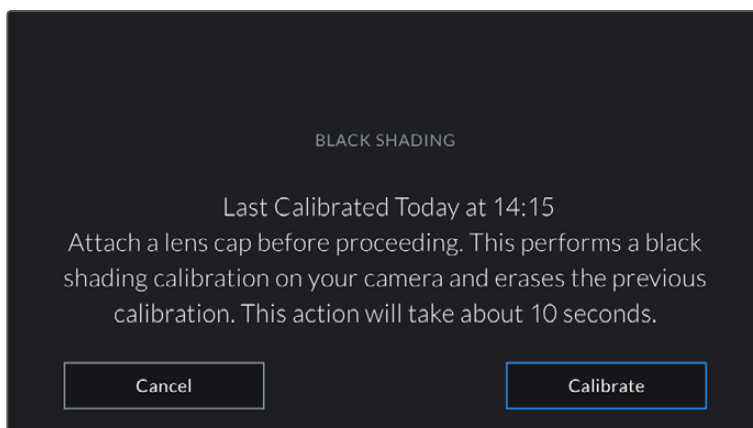 BLACK SHADING
Last Calibrated Today at 14:15
Attach a lens cap before proceeding. This performs a black
shading calibration on your camera and erases the previous
calibration. This action will take about 10 seconds.
Cancel
Calibrate